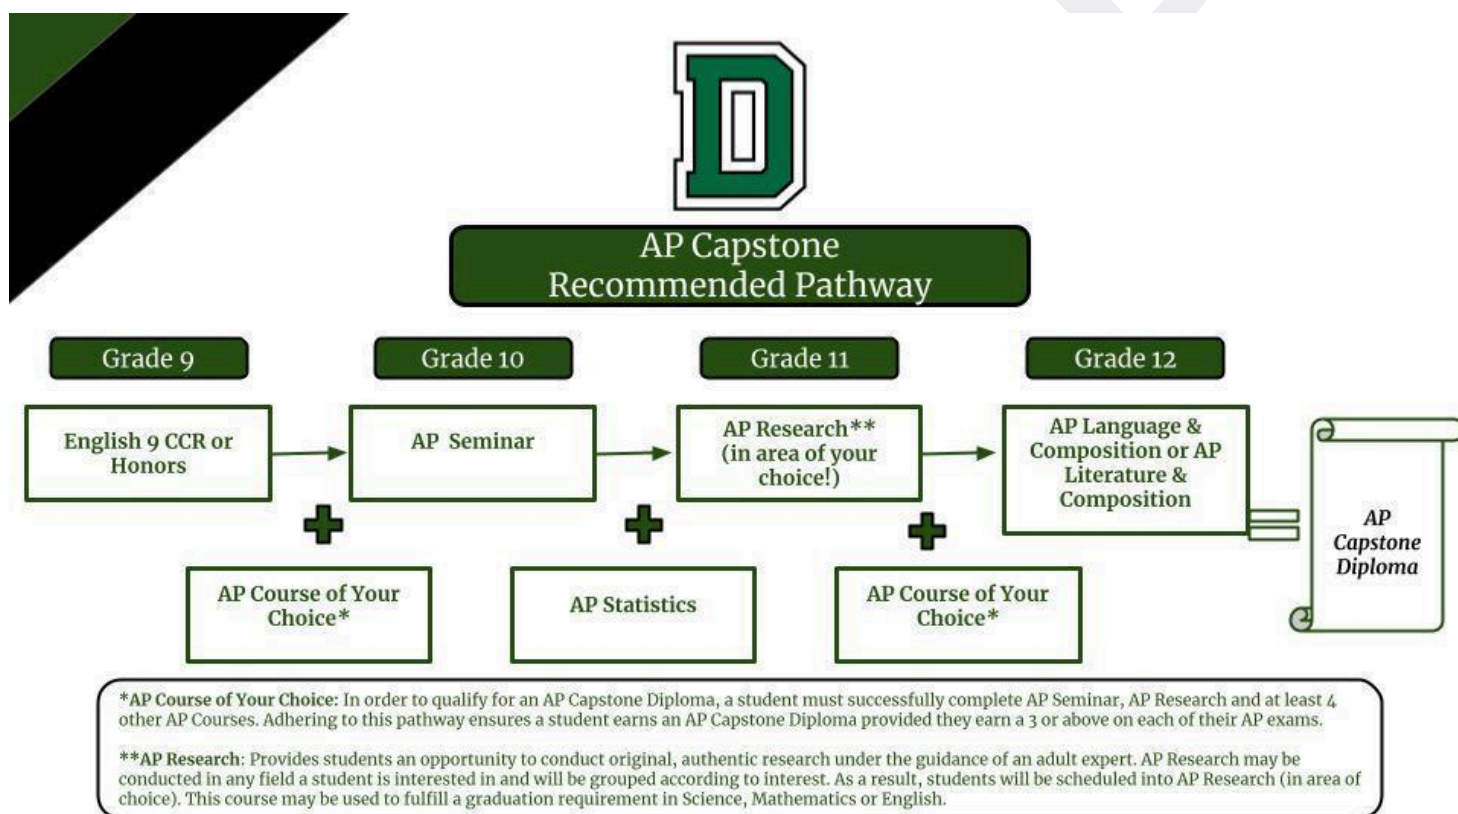 D
AP Capstone
Recommended Pathway
Grade 9
Grade 10
Grade 11
Grade 12
English 9 CCR or
Honors
AP Seminar
AP Research**
(in area of your
choice!)
AP Language &
Composition or AP
Literature &
Composition
AP
Capstone
Diploma
AP Course of Your
Choice*
AP Statistics
AP Course of Your
Choice*
*AP Course of Your Choice: In order to qualify for an AP Capstone Diploma, a student must successfully complete AP Seminar, AP Research and at least 4
other AP Courses. Adhering to this pathway ensures a student earns an AP Capstone Diploma provided they earn a 3 or above on each of their AP exams.
**AP Research: Provides students an opportunity to conduct original, authentic research under the guidance of an adult expert. AP Research may be
conducted in any field a student is interested in and will be grouped according to interest. As a result, students will be scheduled into AP Research (in area of
choice). This course may be used to fulfill a graduation requirement in Science, Mathematics or English.